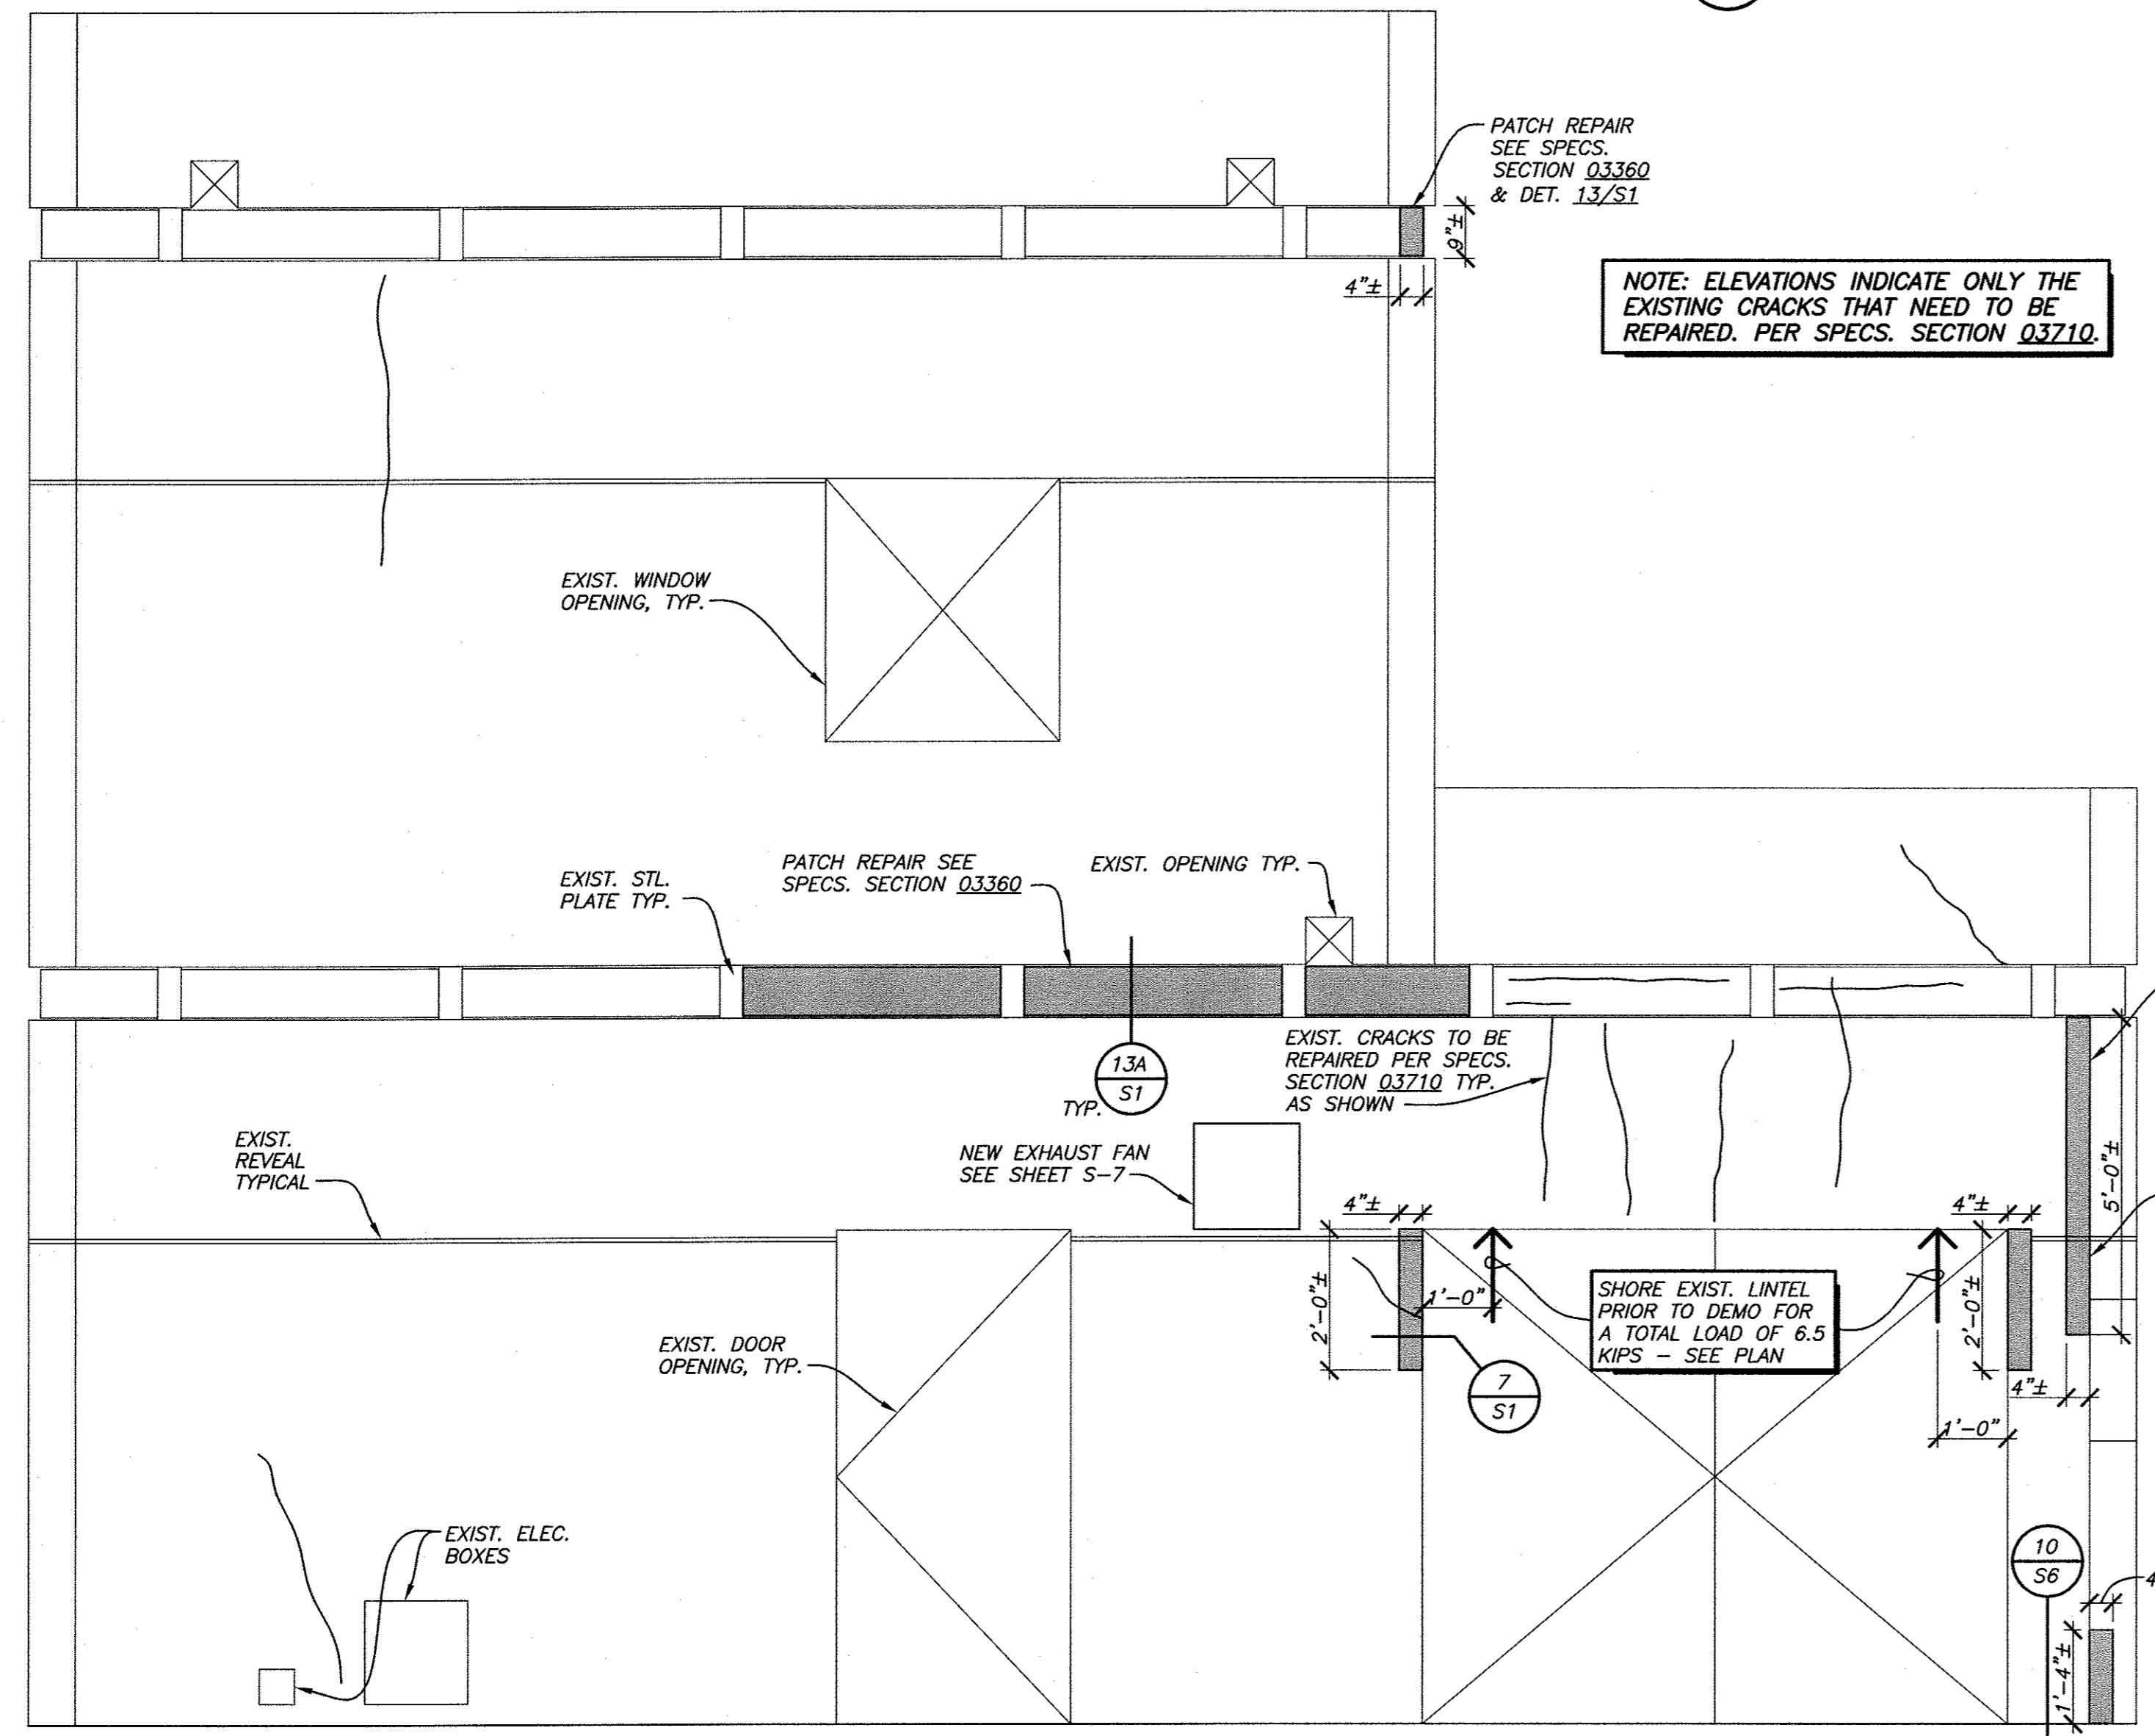 PATCH REPAIR
SEE SPECS.
SECTION 03360
& DET. 13/S1
9"±
4"±
NOTE: ELEVATIONS INDICATE ONLY THE
EXISTING CRACKS THAT NEED TO BE
REPAIRED. PER SPECS. SECTION 03710.
EXIST. WINDOW
OPENING, TYP.
EXIST. STL.
PLATE TYP.
PATCH REPAIR SEE
SPECS. SECTION 03360
EXIST. OPENING TYP.
13A
S1
TYP.
EXIST. CRACKS TO BE
REPAIRED PER SPECS.
SECTION 03710 TYP.
AS SHOWN
EXIST.
REVEAL
TYPICAL
NEW EXHAUST FAN
SEE SHEET S-7
4"±
4"±
5'-0"±
2'-0"±
1'-0"
SHORE EXIST. LINTEL
PRIOR TO DEMO FOR
A TOTAL LOAD OF 6.5
KIPS – SEE PLAN
2'-0"±
EXIST. DOOR
OPENING, TYP.
7
S1
4"±
1'-0"
EXIST. ELEC.
BOXES
10
S6
4
1'-4"±